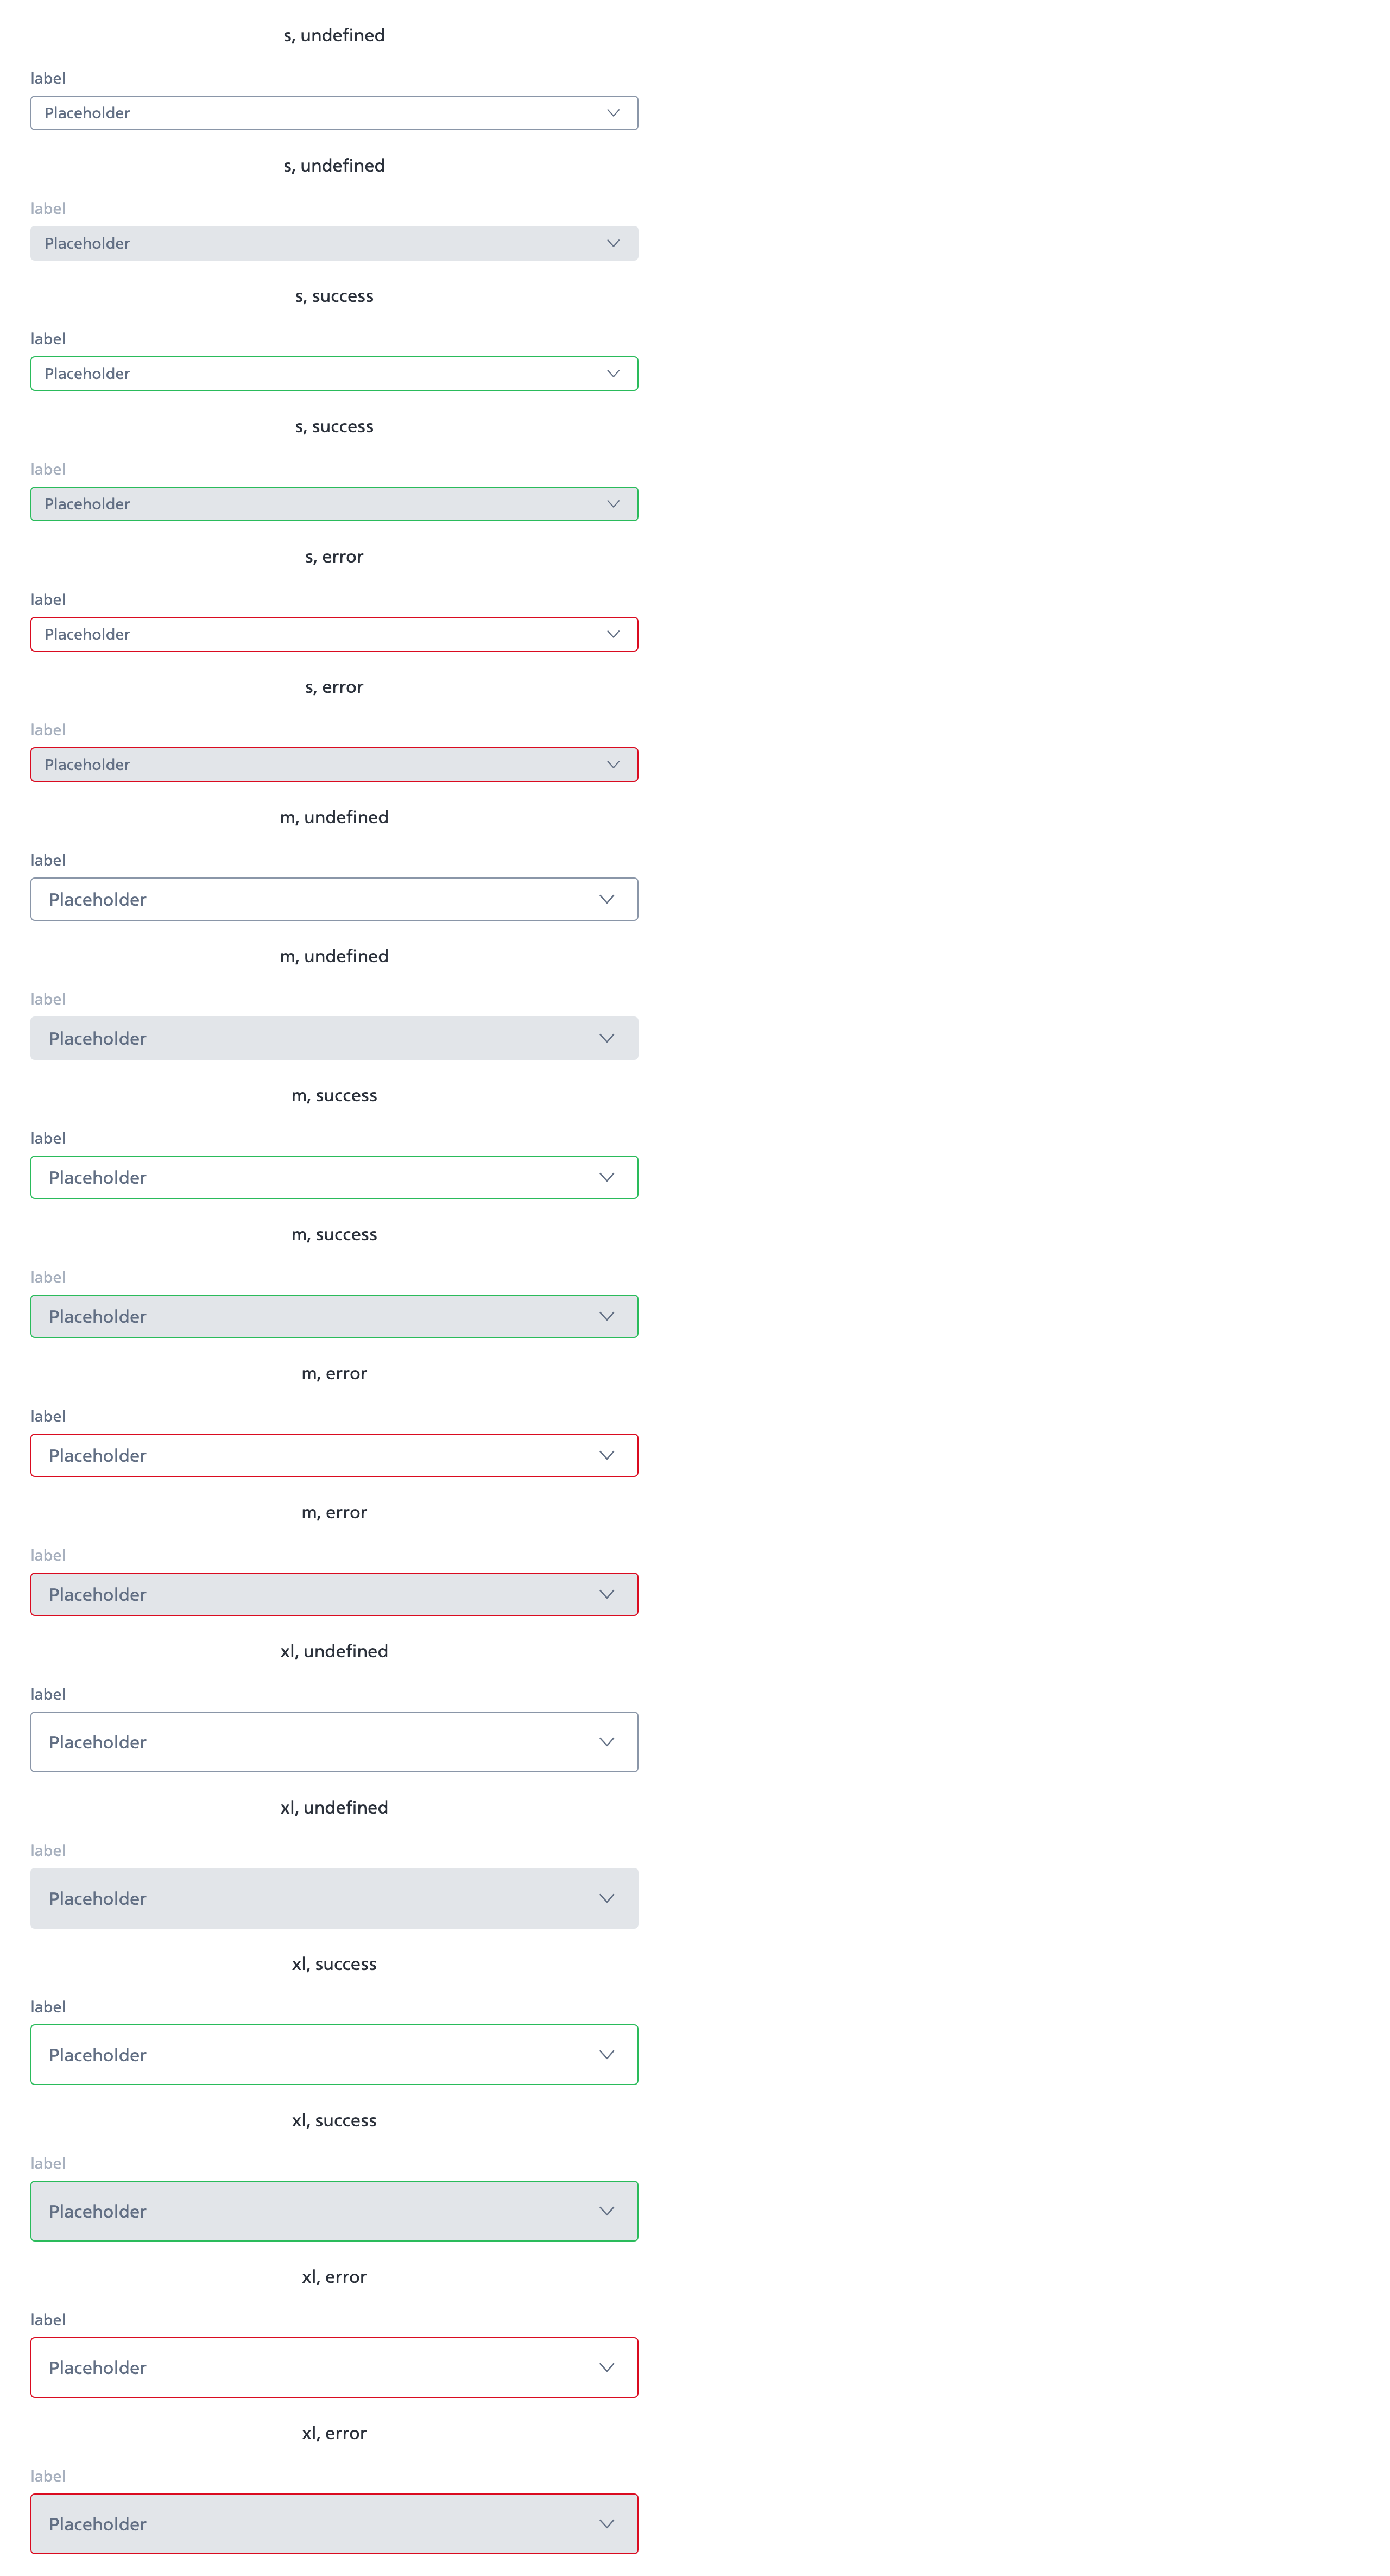 s, undefined
label
Placeholder
s, undefined
label
Placeholder
s, success
label
Placeholder
s, success
label
Placeholder
s, error
label
Placeholder
s, error
label
Placeholder
m, undefined
label
Placeholder
m, undefined
label
Placeholder
m, success
label
Placeholder
m, success
label
Placeholder
m, error
label
Placeholder
m, error
label
Placeholder
xl, undefined
label
Placeholder
xl, undefined
label
Placeholder
xl, success
label
Placeholder
xl, success
label
Placeholder
xl, error
label
Placeholder
xl, error
label
Placeholder